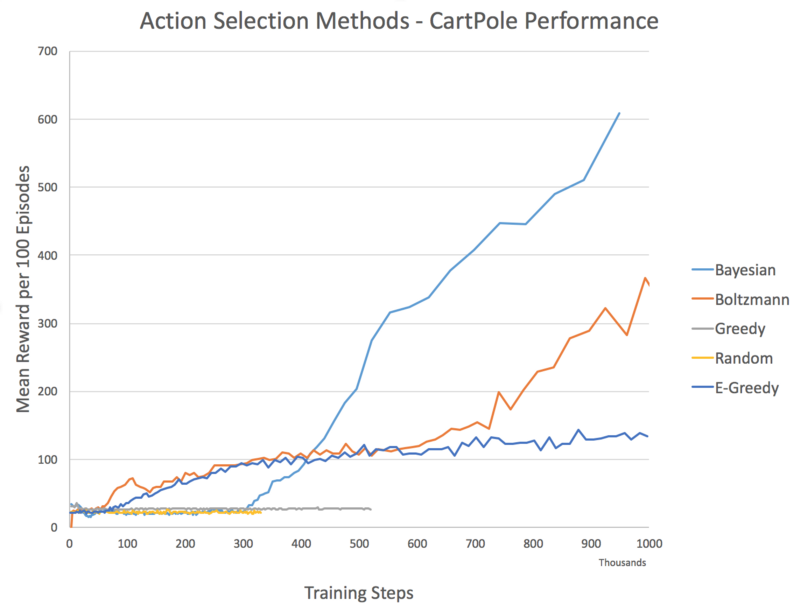 Action Selection Methods - CartPole Performance
Mean Reward per 100 Episodes
700
600
500
400
300
200
100
0
0 100 200 300 400 500 600 700 800 900 1000
Thousands
Training Steps
Bayesian
Boltzmann
Greedy
Random
E-Greedy